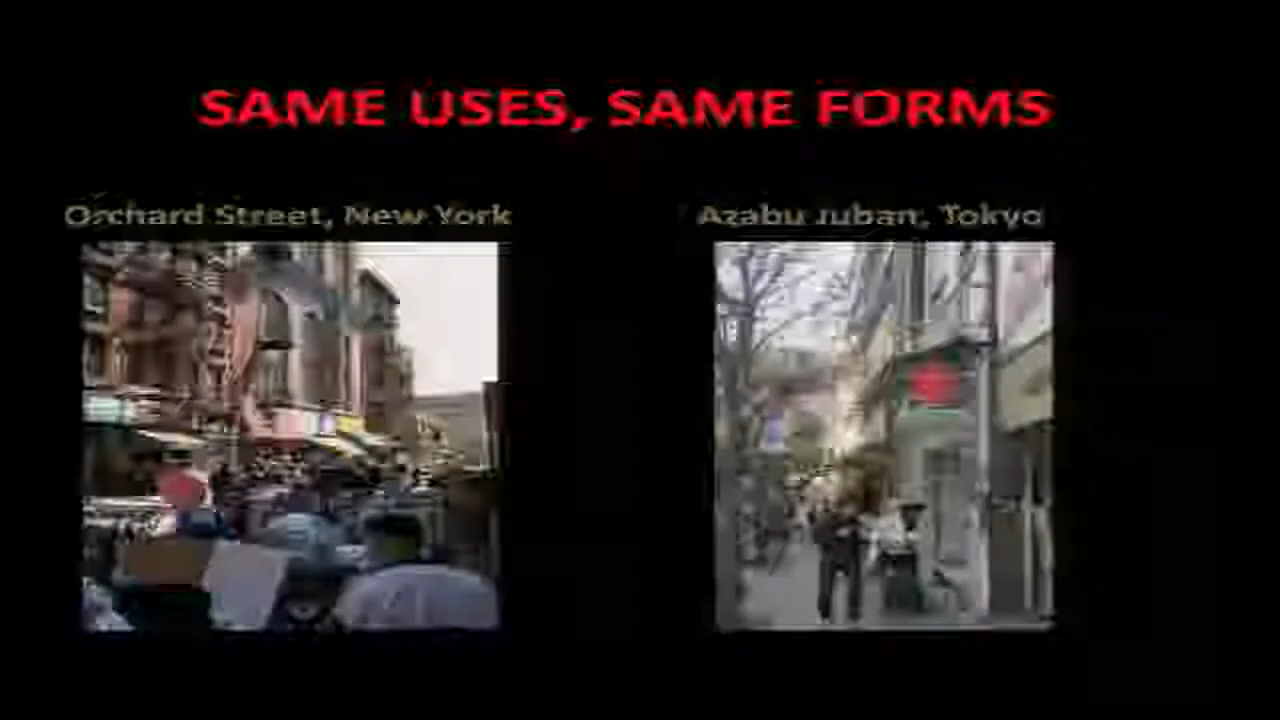 SAME USES, SAME FORMS
Orchard Street, New York
Azabu Juban, Tokyo